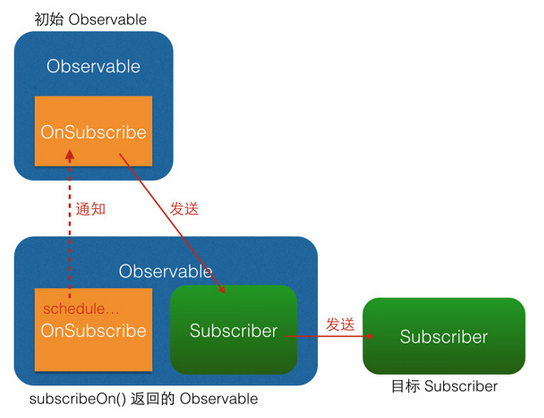 初始 Observable
Observable
OnSubscribe
通知
发送
Observable
schedule...
OnSubscribe
Subscriber
发送
Subscriber
subscribeOn() 返回的 Observable
目标 Subscriber